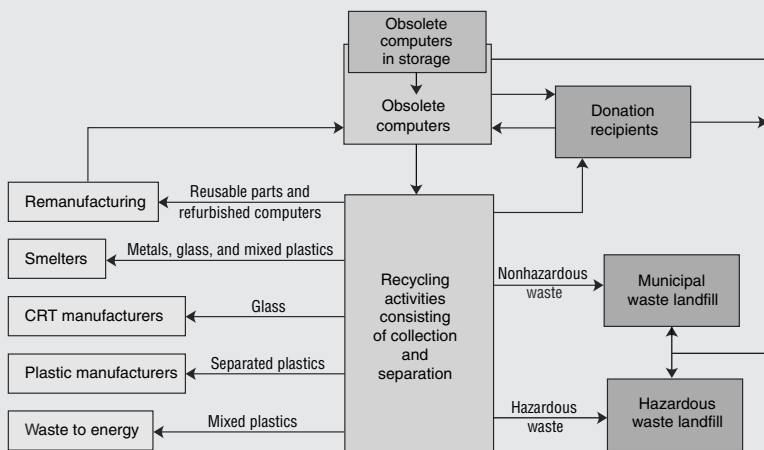 Obsolete
computers
in storage
Obsolete
computers
Donation
recipients
Remanufacturing
Reusable parts and
refurbished computers
Smelters
Metals, glass, and mixed plastics
CRT manufacturers
Glass
Plastic manufacturers
Separated plastics
Waste to energy
Mixed plastics
Recycling
activities
consisting
of collection
and
separation
Nonhazardous
waste
Municipal
waste landfill
Hazardous
waste
Hazardous
waste landfill